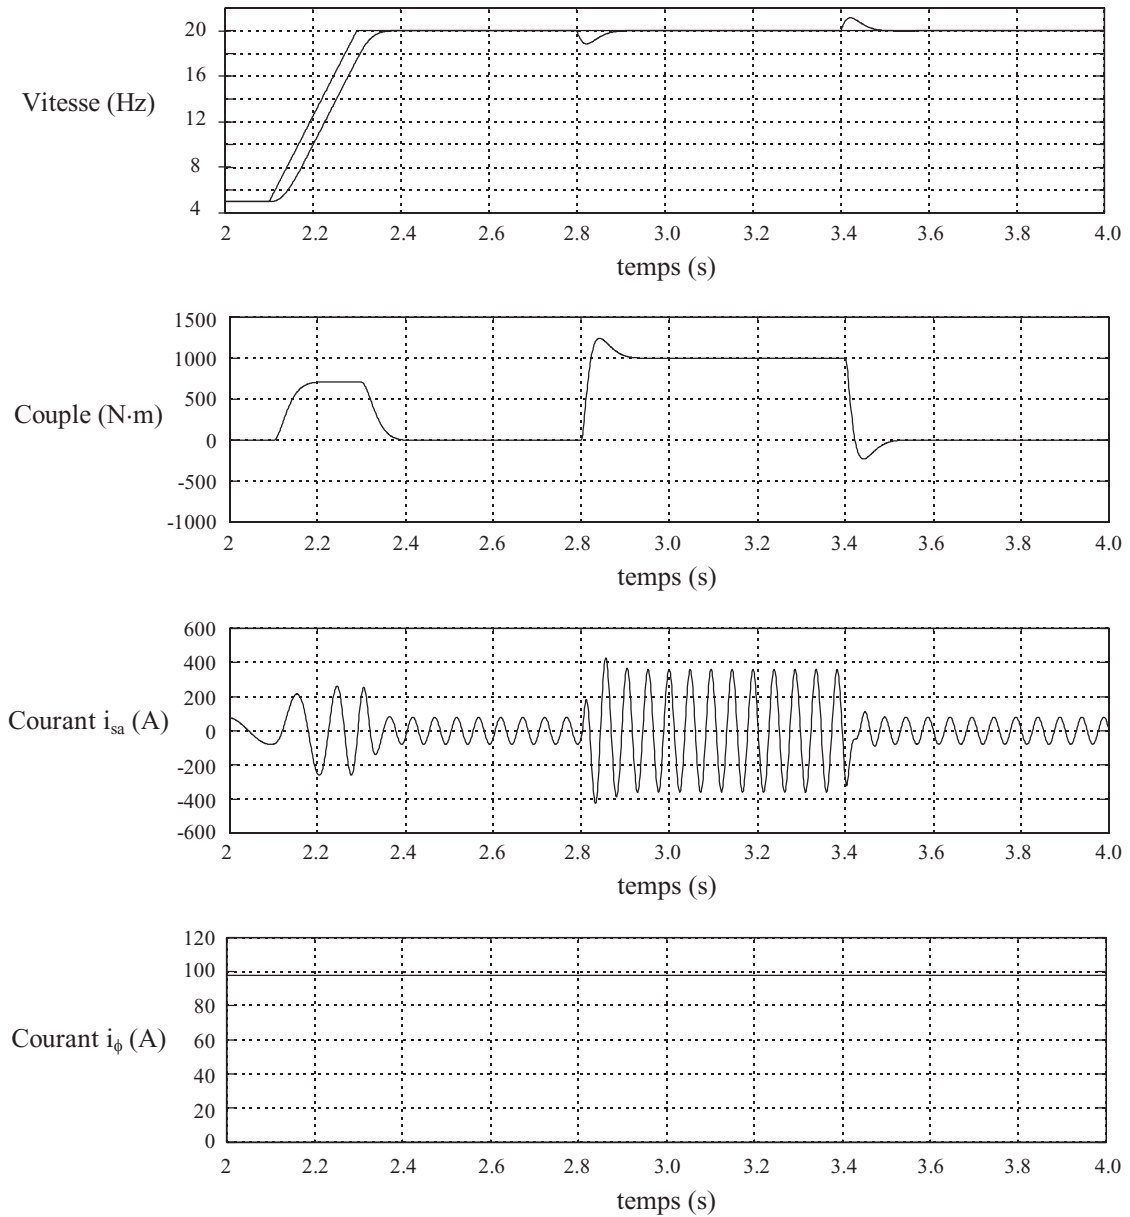 20
16
Vitesse (Hz)
12
8
4
2 2.2 2.4 2.6 2.8 3.0 3.2 3.4 3.6 3.8 4.0
temps (s)
1500
1000
500
Couple (N·m)
0
-500
-1000
2 2.2 2.4 2.6 2.8 3.0 3.2 3.4 3.6 3.8 4.0
temps (s)
600
400
200
Courant isa (A)
0
-200
-400
-600
2 2.2 2.4 2.6 2.8 3.0 3.2 3.4 3.6 3.8 4.0
temps (s)
120
100
80
60
Courant iϕ (A)
40
20
0
2 2.2 2.4 2.6 2.8 3.0 3.2 3.4 3.6 3.8 4.0
temps (s)